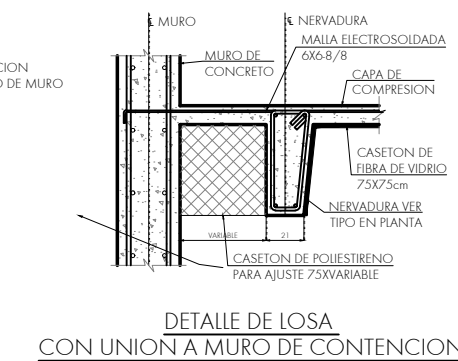 ℄ MURO
℄ NERVADURA
MURO DE
CONCRETO
MALLA ELECTROSOLDADA
6X6-8/8
CION
O DE MURO
CAPA DE
COMPRESION
CASETON DE
FIBRA DE VIDRIO
75X75cm
NERVADURA VER
TIPO EN PLANTA
VARIABLE
21
CASETON DE POLIESTIRENO
PARA AJUSTE 75XVARIABLE
DETALLE DE LOSA
CON UNION A MURO DE CONTENCION